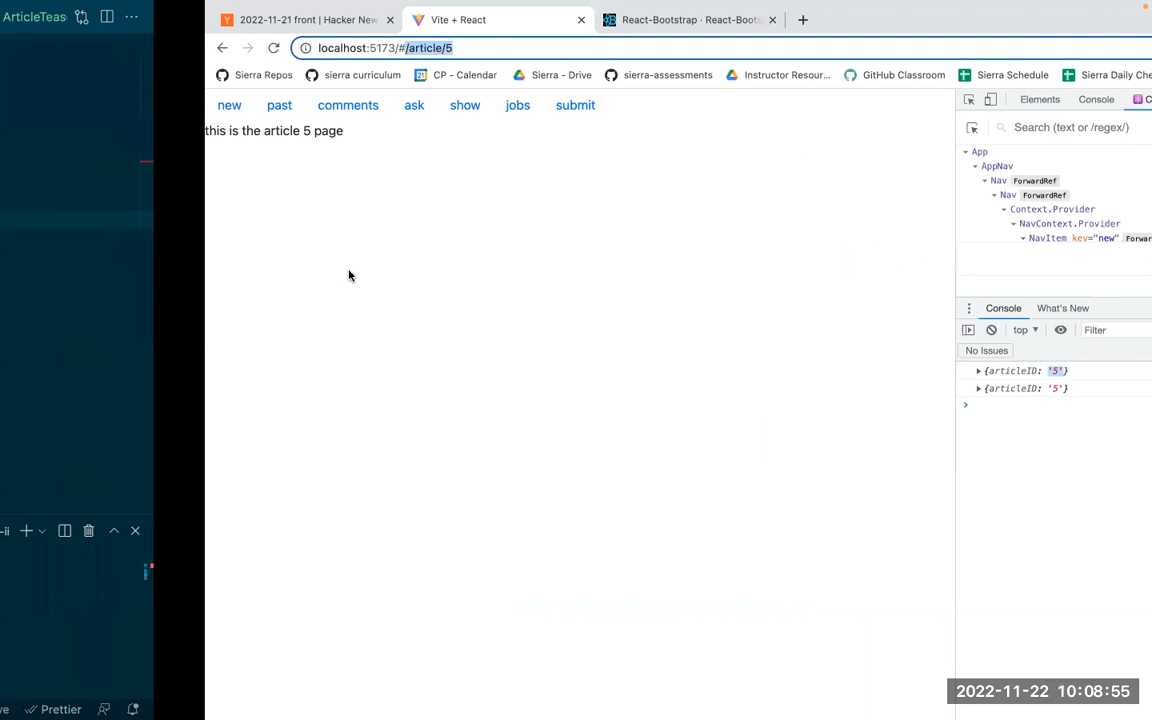 ArticleTeas
2022-11-21 front | Hacker New
Vite + React
React-Bootstrap · React-Boots
localhost:5173/#/article/5
Sierra Repos
sierra curriculum
CP - Calendar
Sierra - Drive
sierra-assessments
Instructor Resour...
GitHub Classroom
Sierra Schedule
Sierra Daily Che
new past comments ask show jobs submit
this is the article 5 page
Elements Console C
Search (text or /regex/)
App
AppNav
Nav ForwardRef
Nav ForwardRef
Context.Provider
NavContext.Provider
NavItem key="new" Forwar
Console What's New
top Filter
No Issues
{articleID: '5'}
{articleID: '5'}
Prettier
2022-11-22 10:08:55